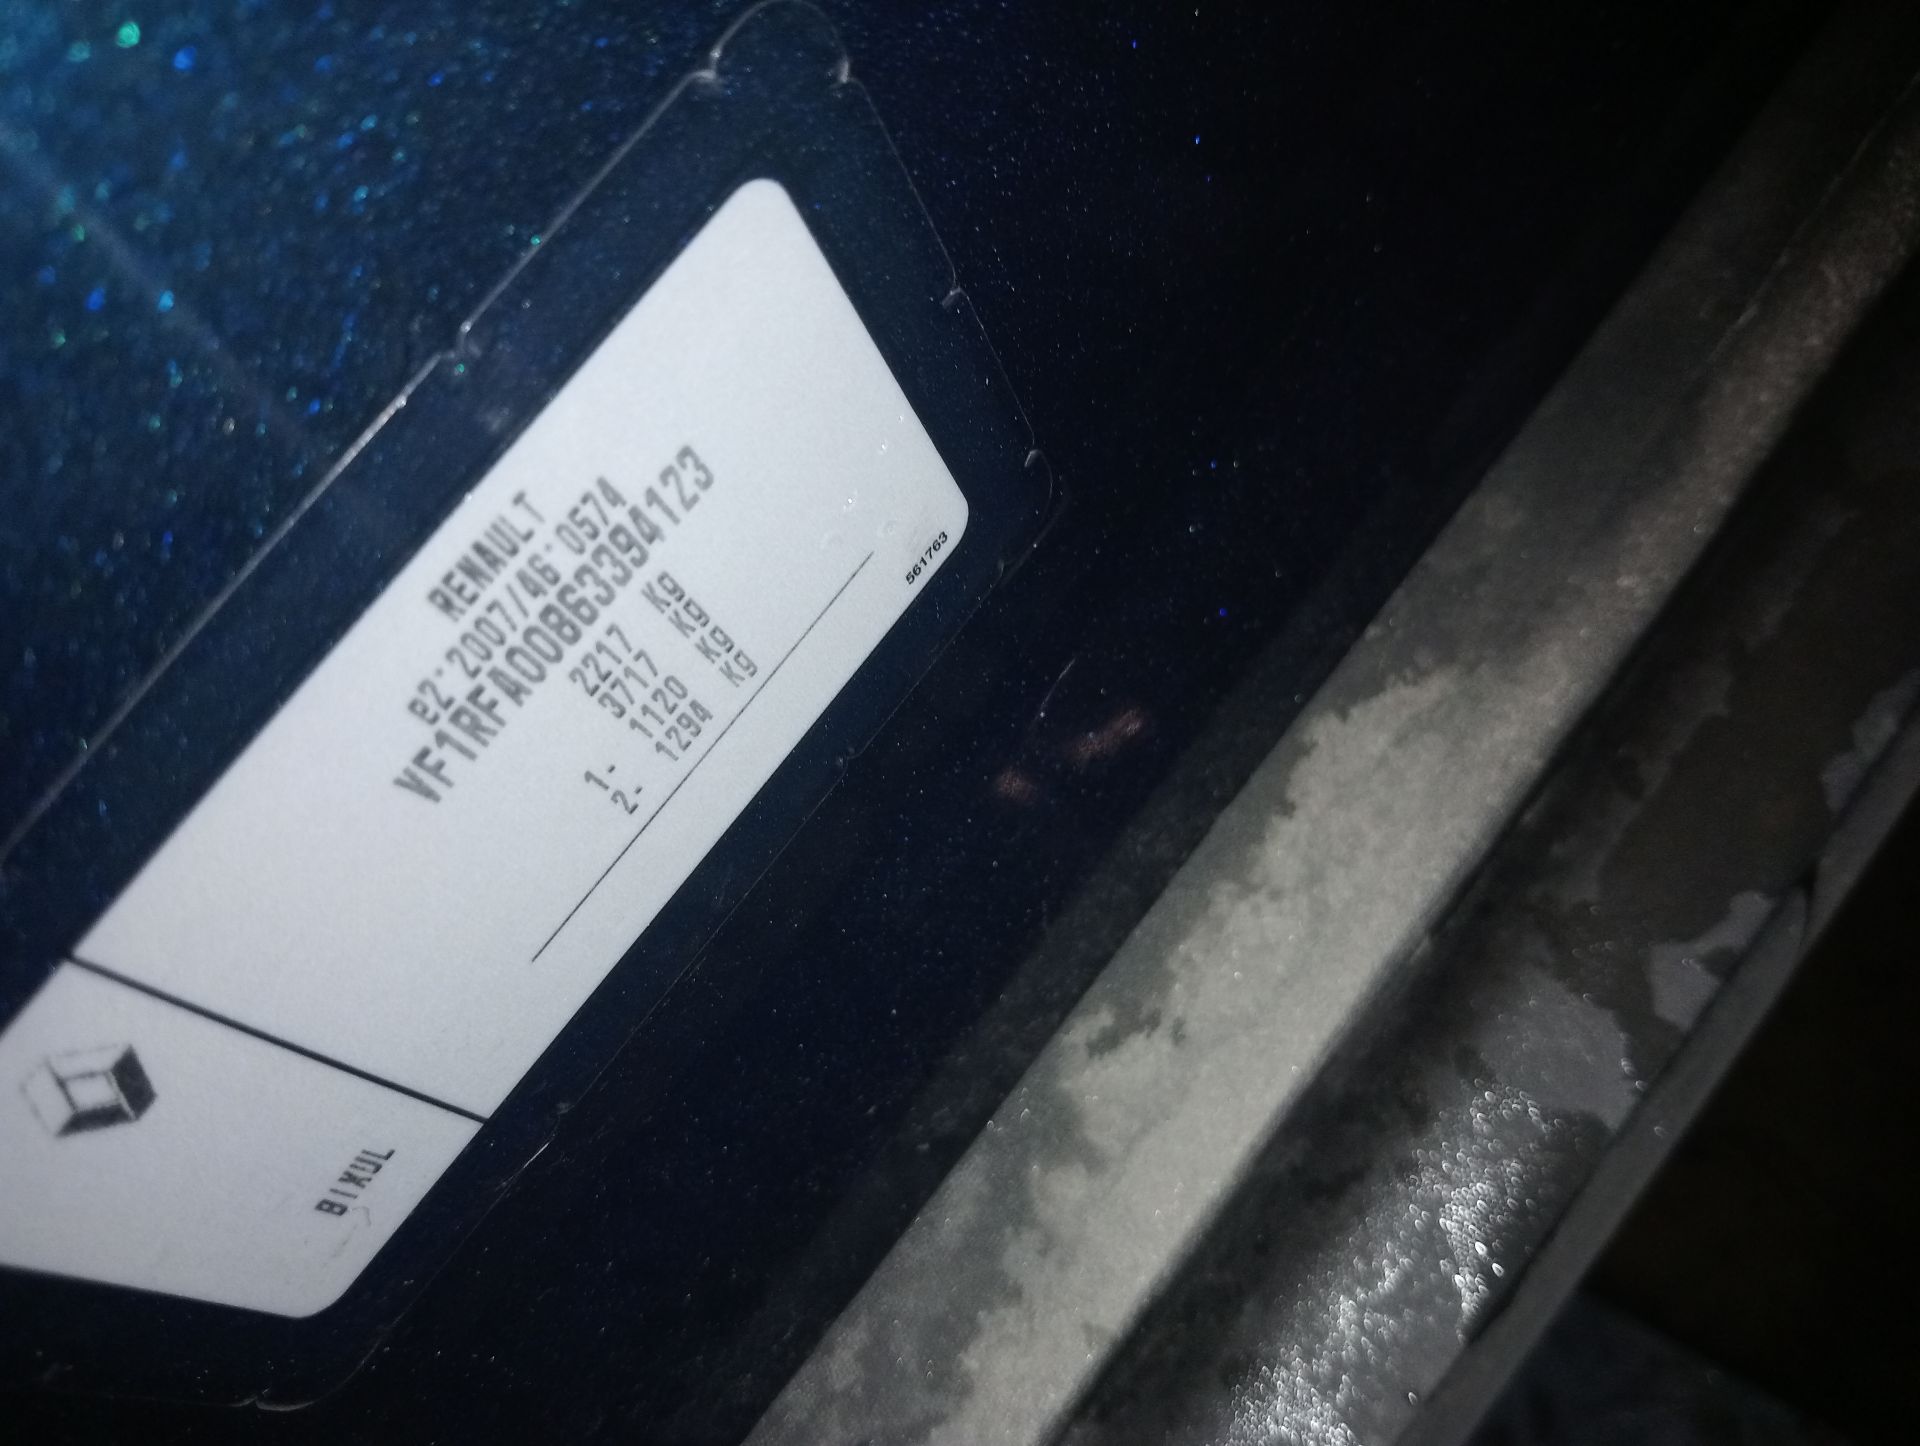 RENAULT
e2*2007/46*0574
VF1RFA00863394123
2217 Kg
3717 Kg
1- 1120 Kg
2- 1294 Kg
561763
BIXUL